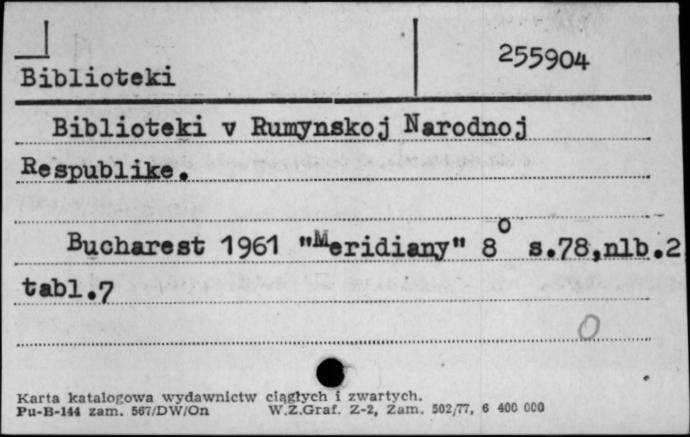 255904
Biblioteki
Biblioteki v Rumynskoj Narodnoj
Respublike.
Bucharest 1961 "Meridiany" 8° s.78,nlb.2
tabl.7
0
Karta katalogowa wydawnictw ciągłych i zwartych.
Pu-B-144 zam. 567/DW/On W.Z.Graf. Z-2, Zam. 502/77, 6 400 000